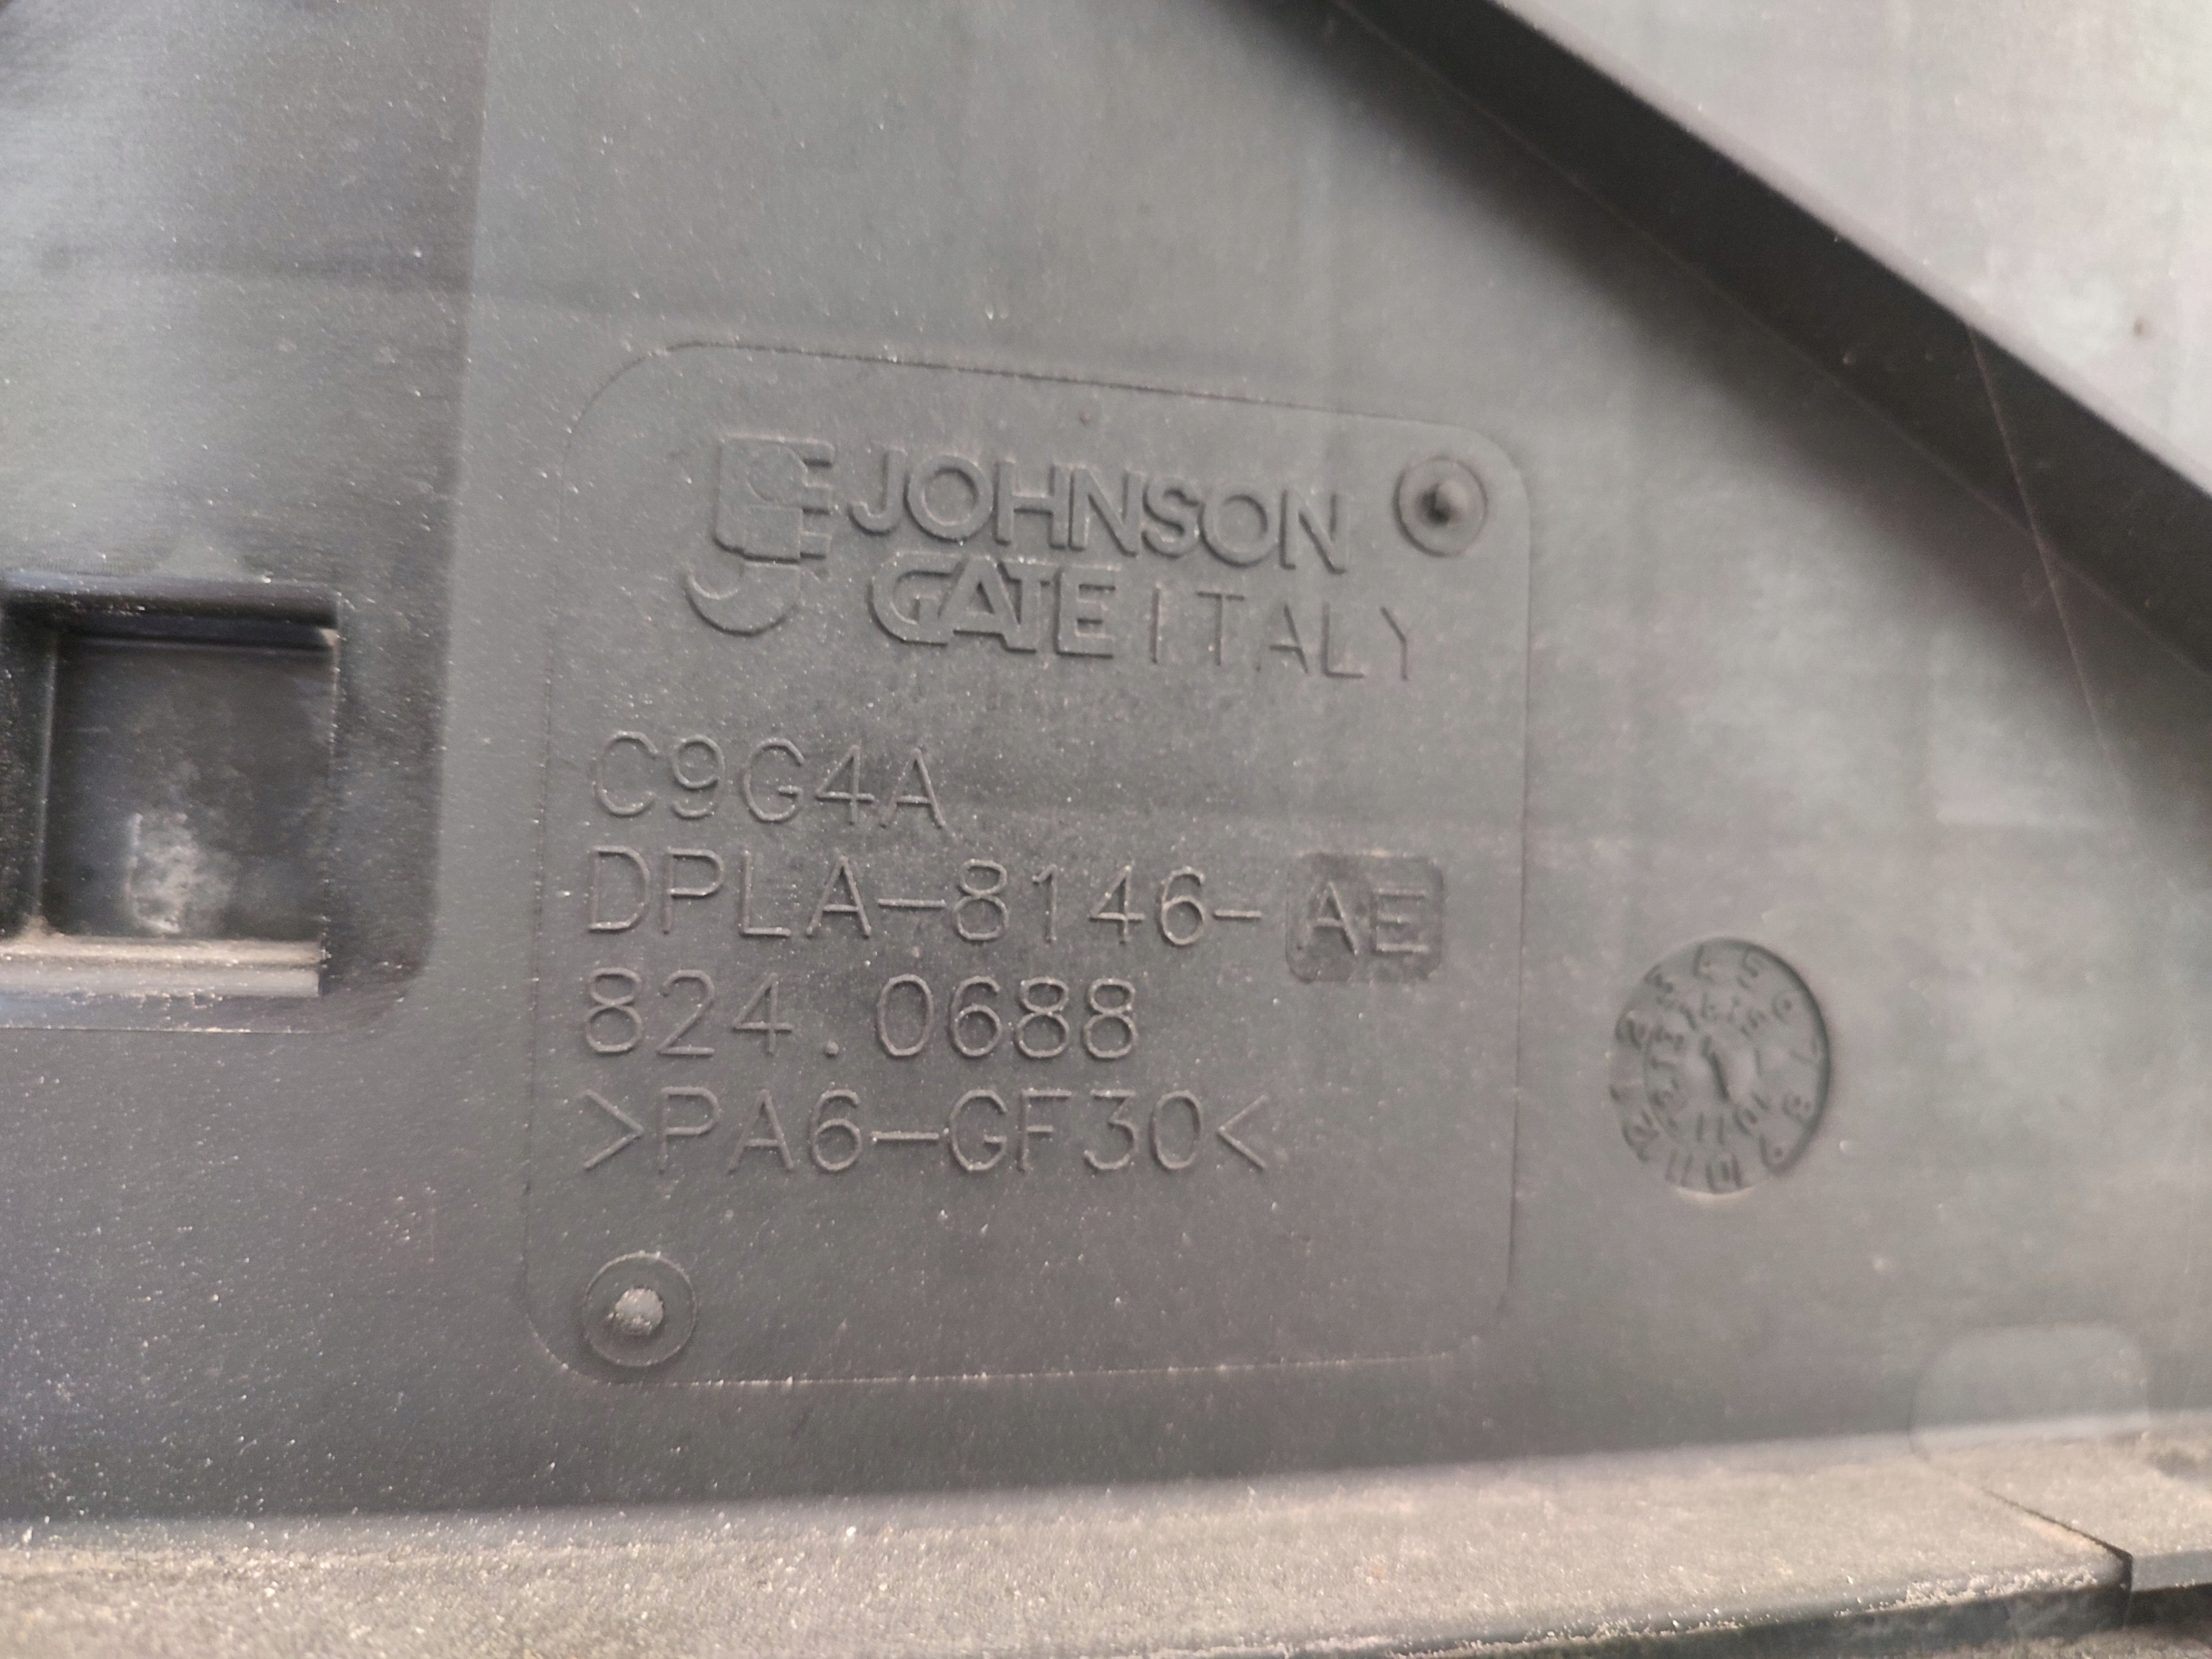 JOHNSON
GATE ITALY
C9G4A
DPLA-8146-AE
824.0688
>PA6-GF30<